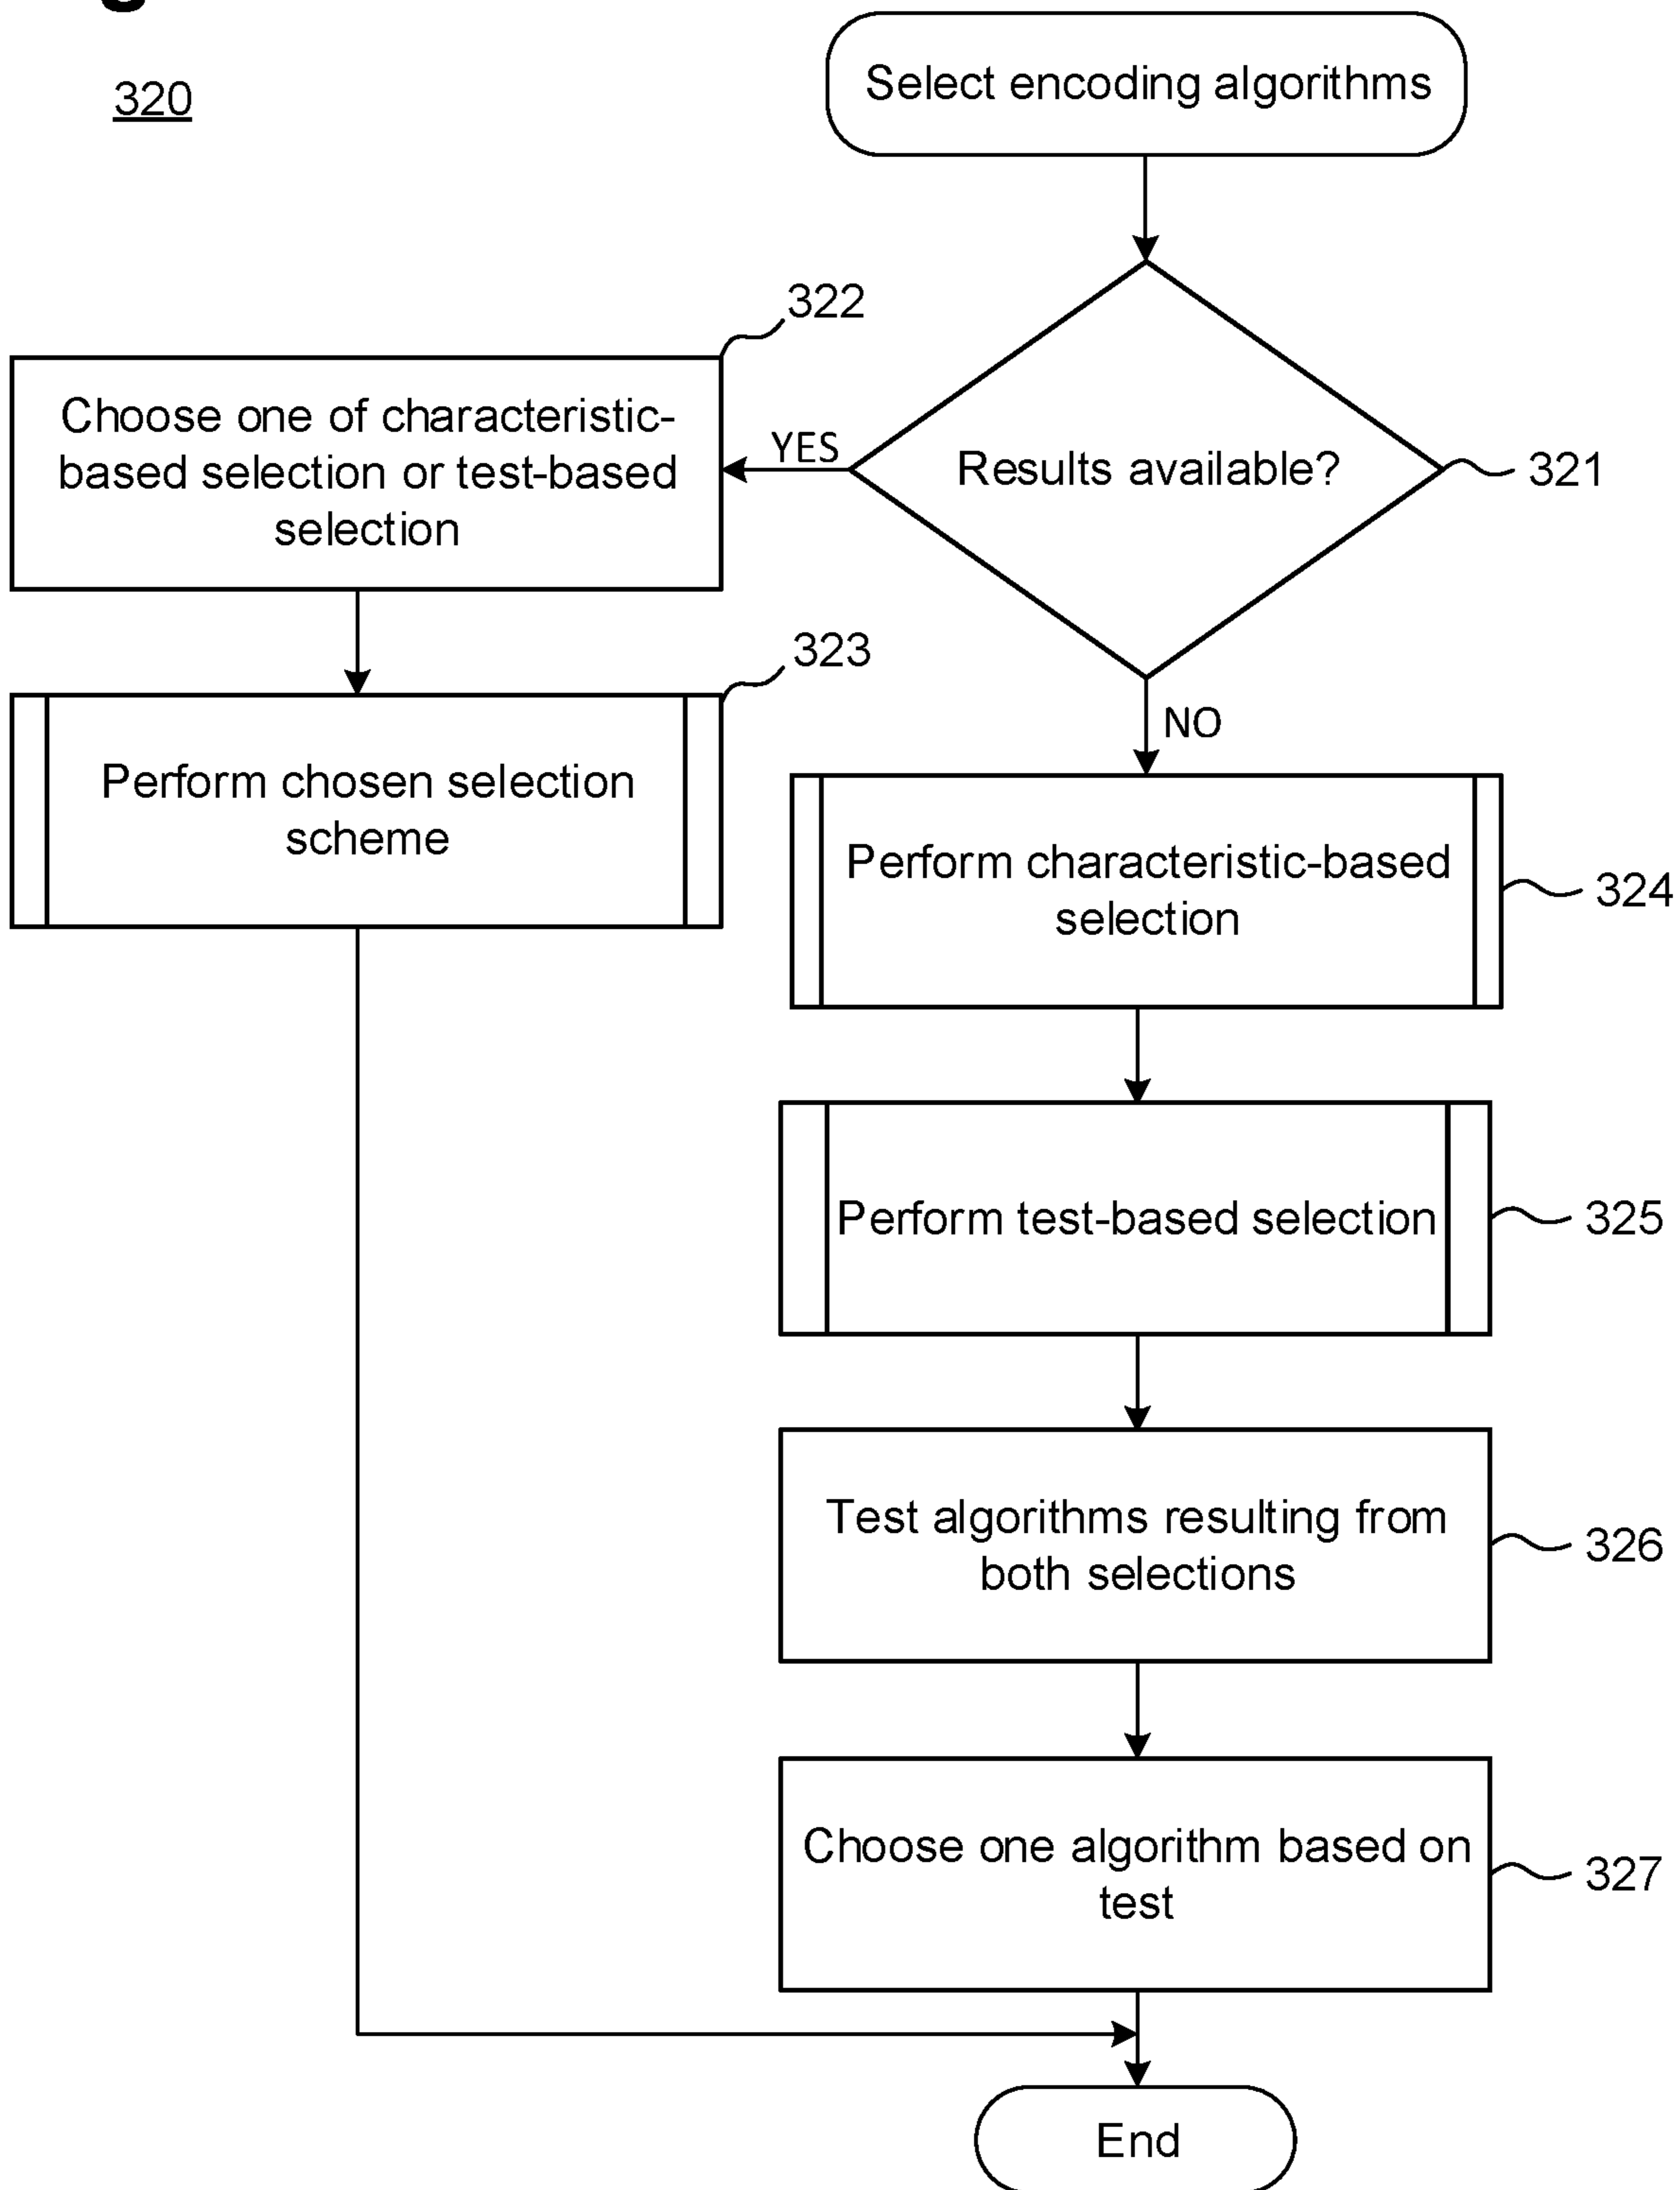 320
Select encoding algorithms
322
Choose one of characteristic-
based selection or test-based
selection
YES
Results available?
321
323
Perform chosen selection
scheme
NO
Perform characteristic-based
selection
324
Perform test-based selection
325
Test algorithms resulting from
both selections
326
Choose one algorithm based on
test
327
End